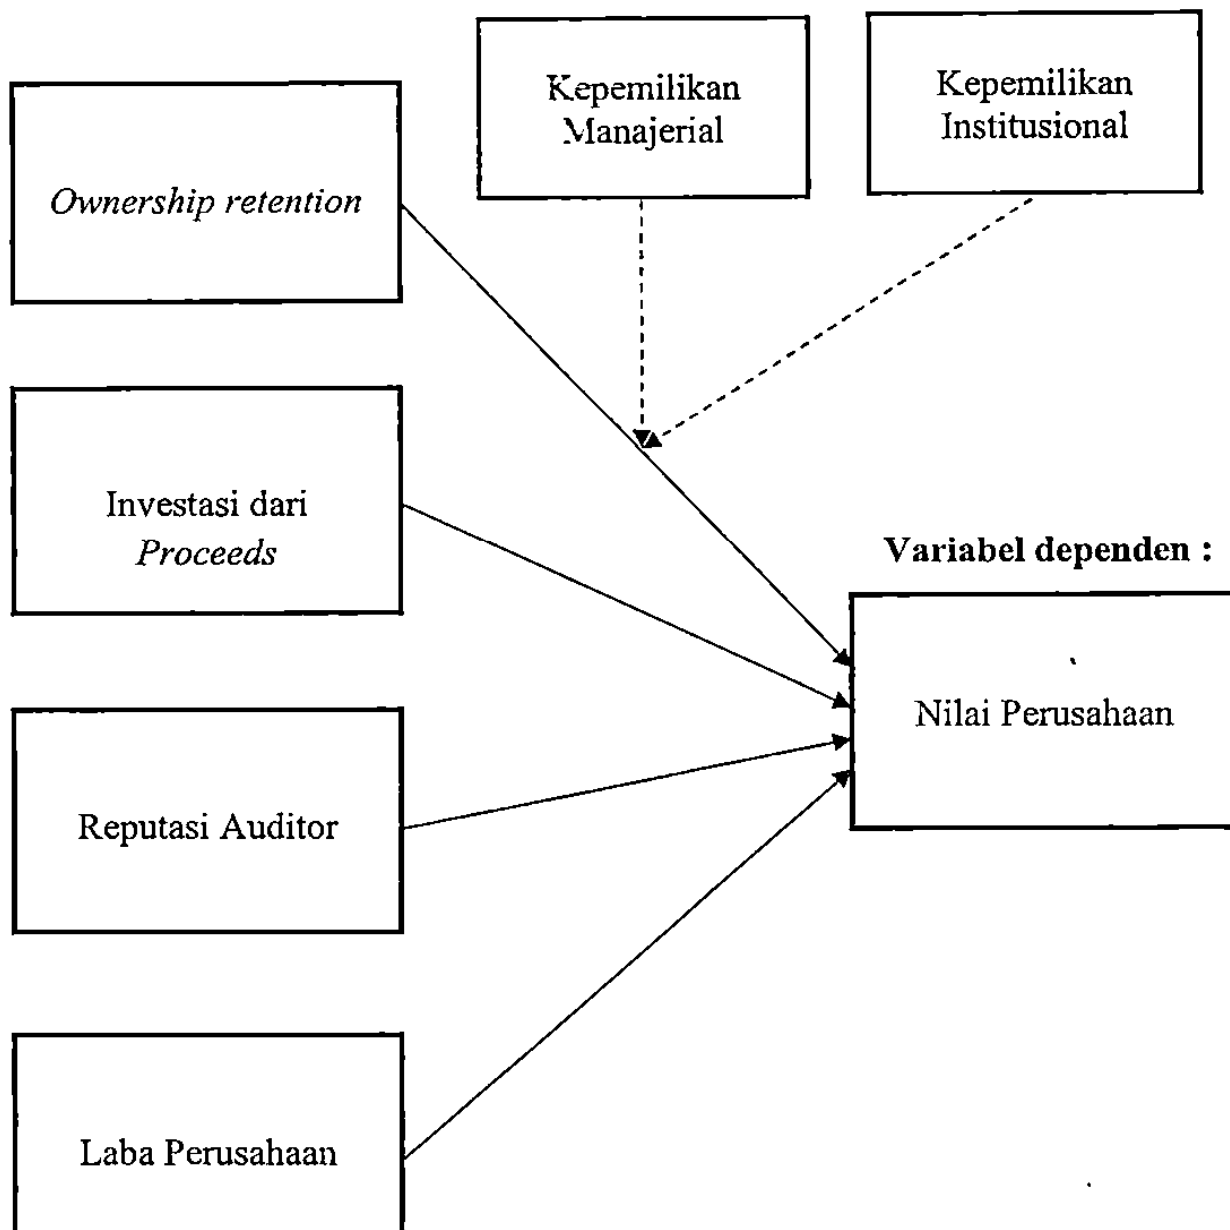 Kepemilikan
Manajerial
Kepemilikan
Institusional
Ownership retention
Investasi dari
Proceeds
Variabel dependen :
Nilai Perusahaan
Reputasi Auditor
Laba Perusahaan